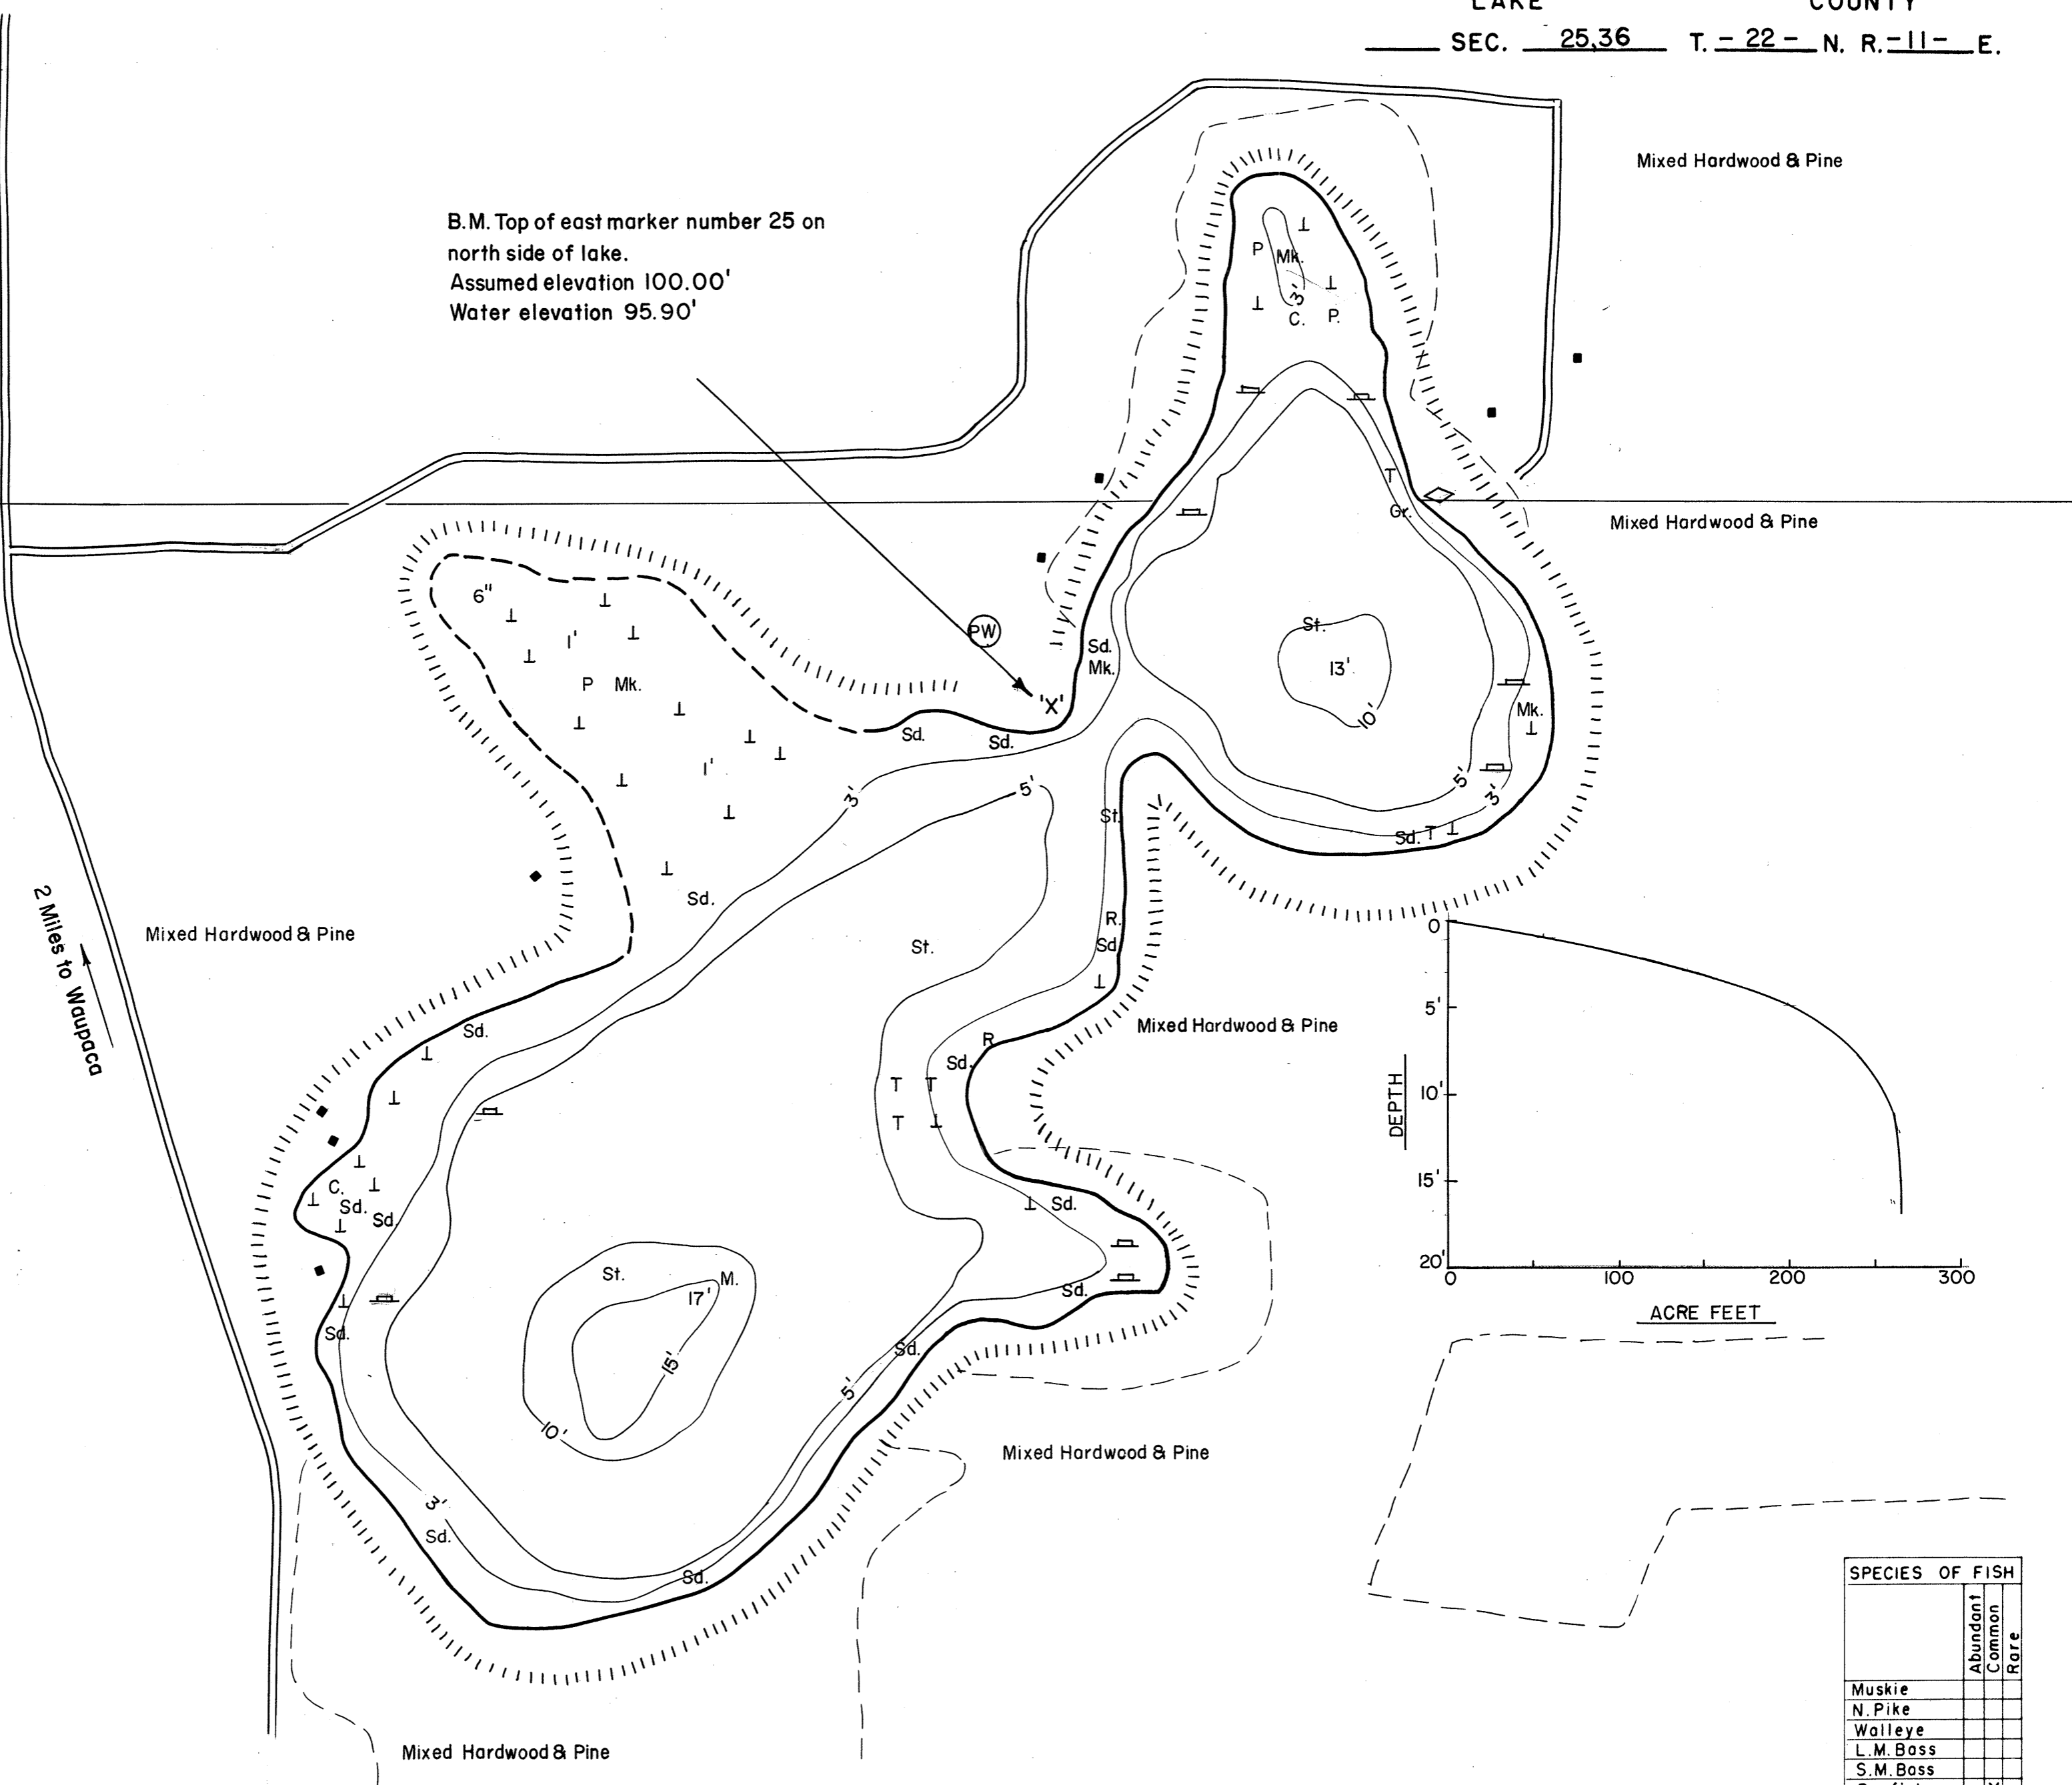 LAKE COUNTY
SEC. 25,36 T. - 22 - N. R. - 11 - E.
Mixed Hardwood & Pine
B.M. Top of east marker number 25 on
north side of lake.
Assumed elevation 100.00'
Water elevation 95.90'
P Mk.
3'
C. P.
T
Gr.
Mixed Hardwood & Pine
6"
1'
P Mk.
PW
Sd.
Mk.
St.
13'
10'
'X'
Mk.
Sd. Sd.
1'
3'
5'
5'
3'
St.
Sd. T
Sd.
R.
Sd.
St.
2 Miles to Waupaca
Mixed Hardwood & Pine
Sd.
R
Sd.
Mixed Hardwood & Pine
T T
T
C.
Sd.
Sd.
Sd.
St. M.
17'
15'
10'
Sd.
Sd.
Sd.
5'
3'
Sd.
Sd.
Mixed Hardwood & Pine
Mixed Hardwood & Pine
0
5'
10'
15'
20'
DEPTH
0 100 200 300
ACRE FEET
SPECIES OF FISH
Abundant
Common
Rare
Muskie
N. Pike
Walleye
L.M. Bass
S.M. Bass